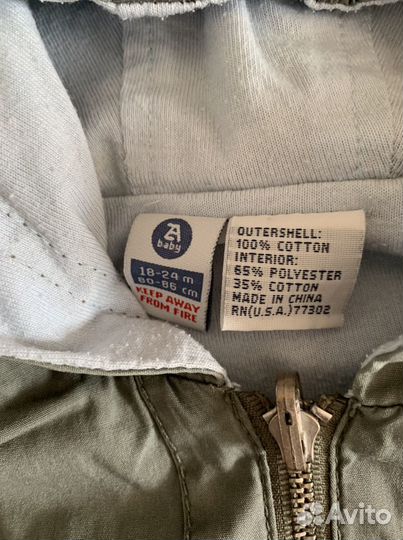 A
baby
18-24 m
80-86 cm
KEEP AWAY
FROM FIRE
OUTERSHELL:
100% COTTON
INTERIOR:
65% POLYESTER
35% COTTON
MADE IN CHINA
RN(U.S.A.)77302
Avito